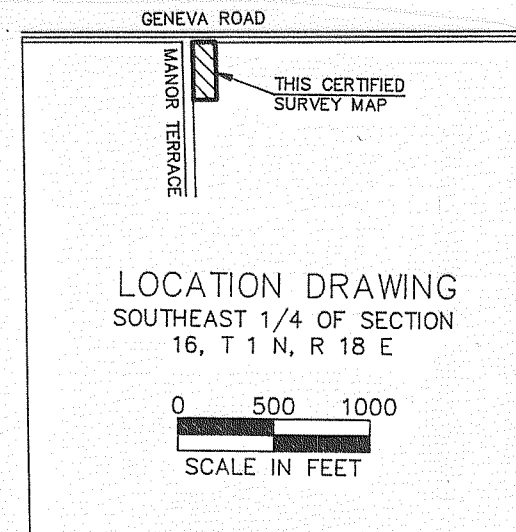 GENEVA ROAD
MANOR TERRACE
THIS CERTIFIED
SURVEY MAP
LOCATION DRAWING
SOUTHEAST 1/4 OF SECTION
16, T 1 N, R 18 E
0 500 1000
SCALE IN FEET